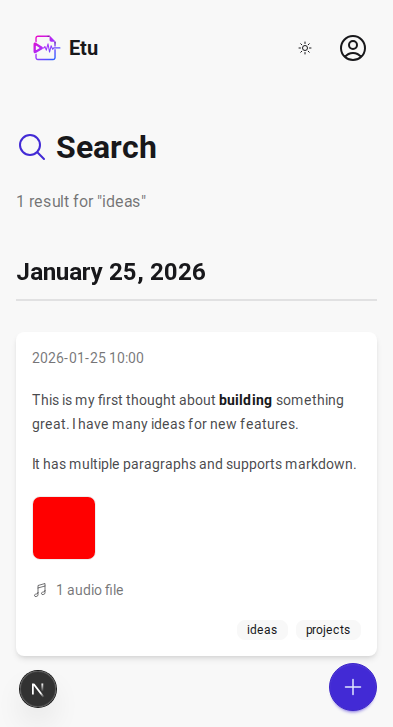 Etu
Search
1 result for "ideas"
January 25, 2026
2026-01-25 10:00
This is my first thought about building something
great. I have many ideas for new features.
It has multiple paragraphs and supports markdown.
1 audio file
ideas projects
N